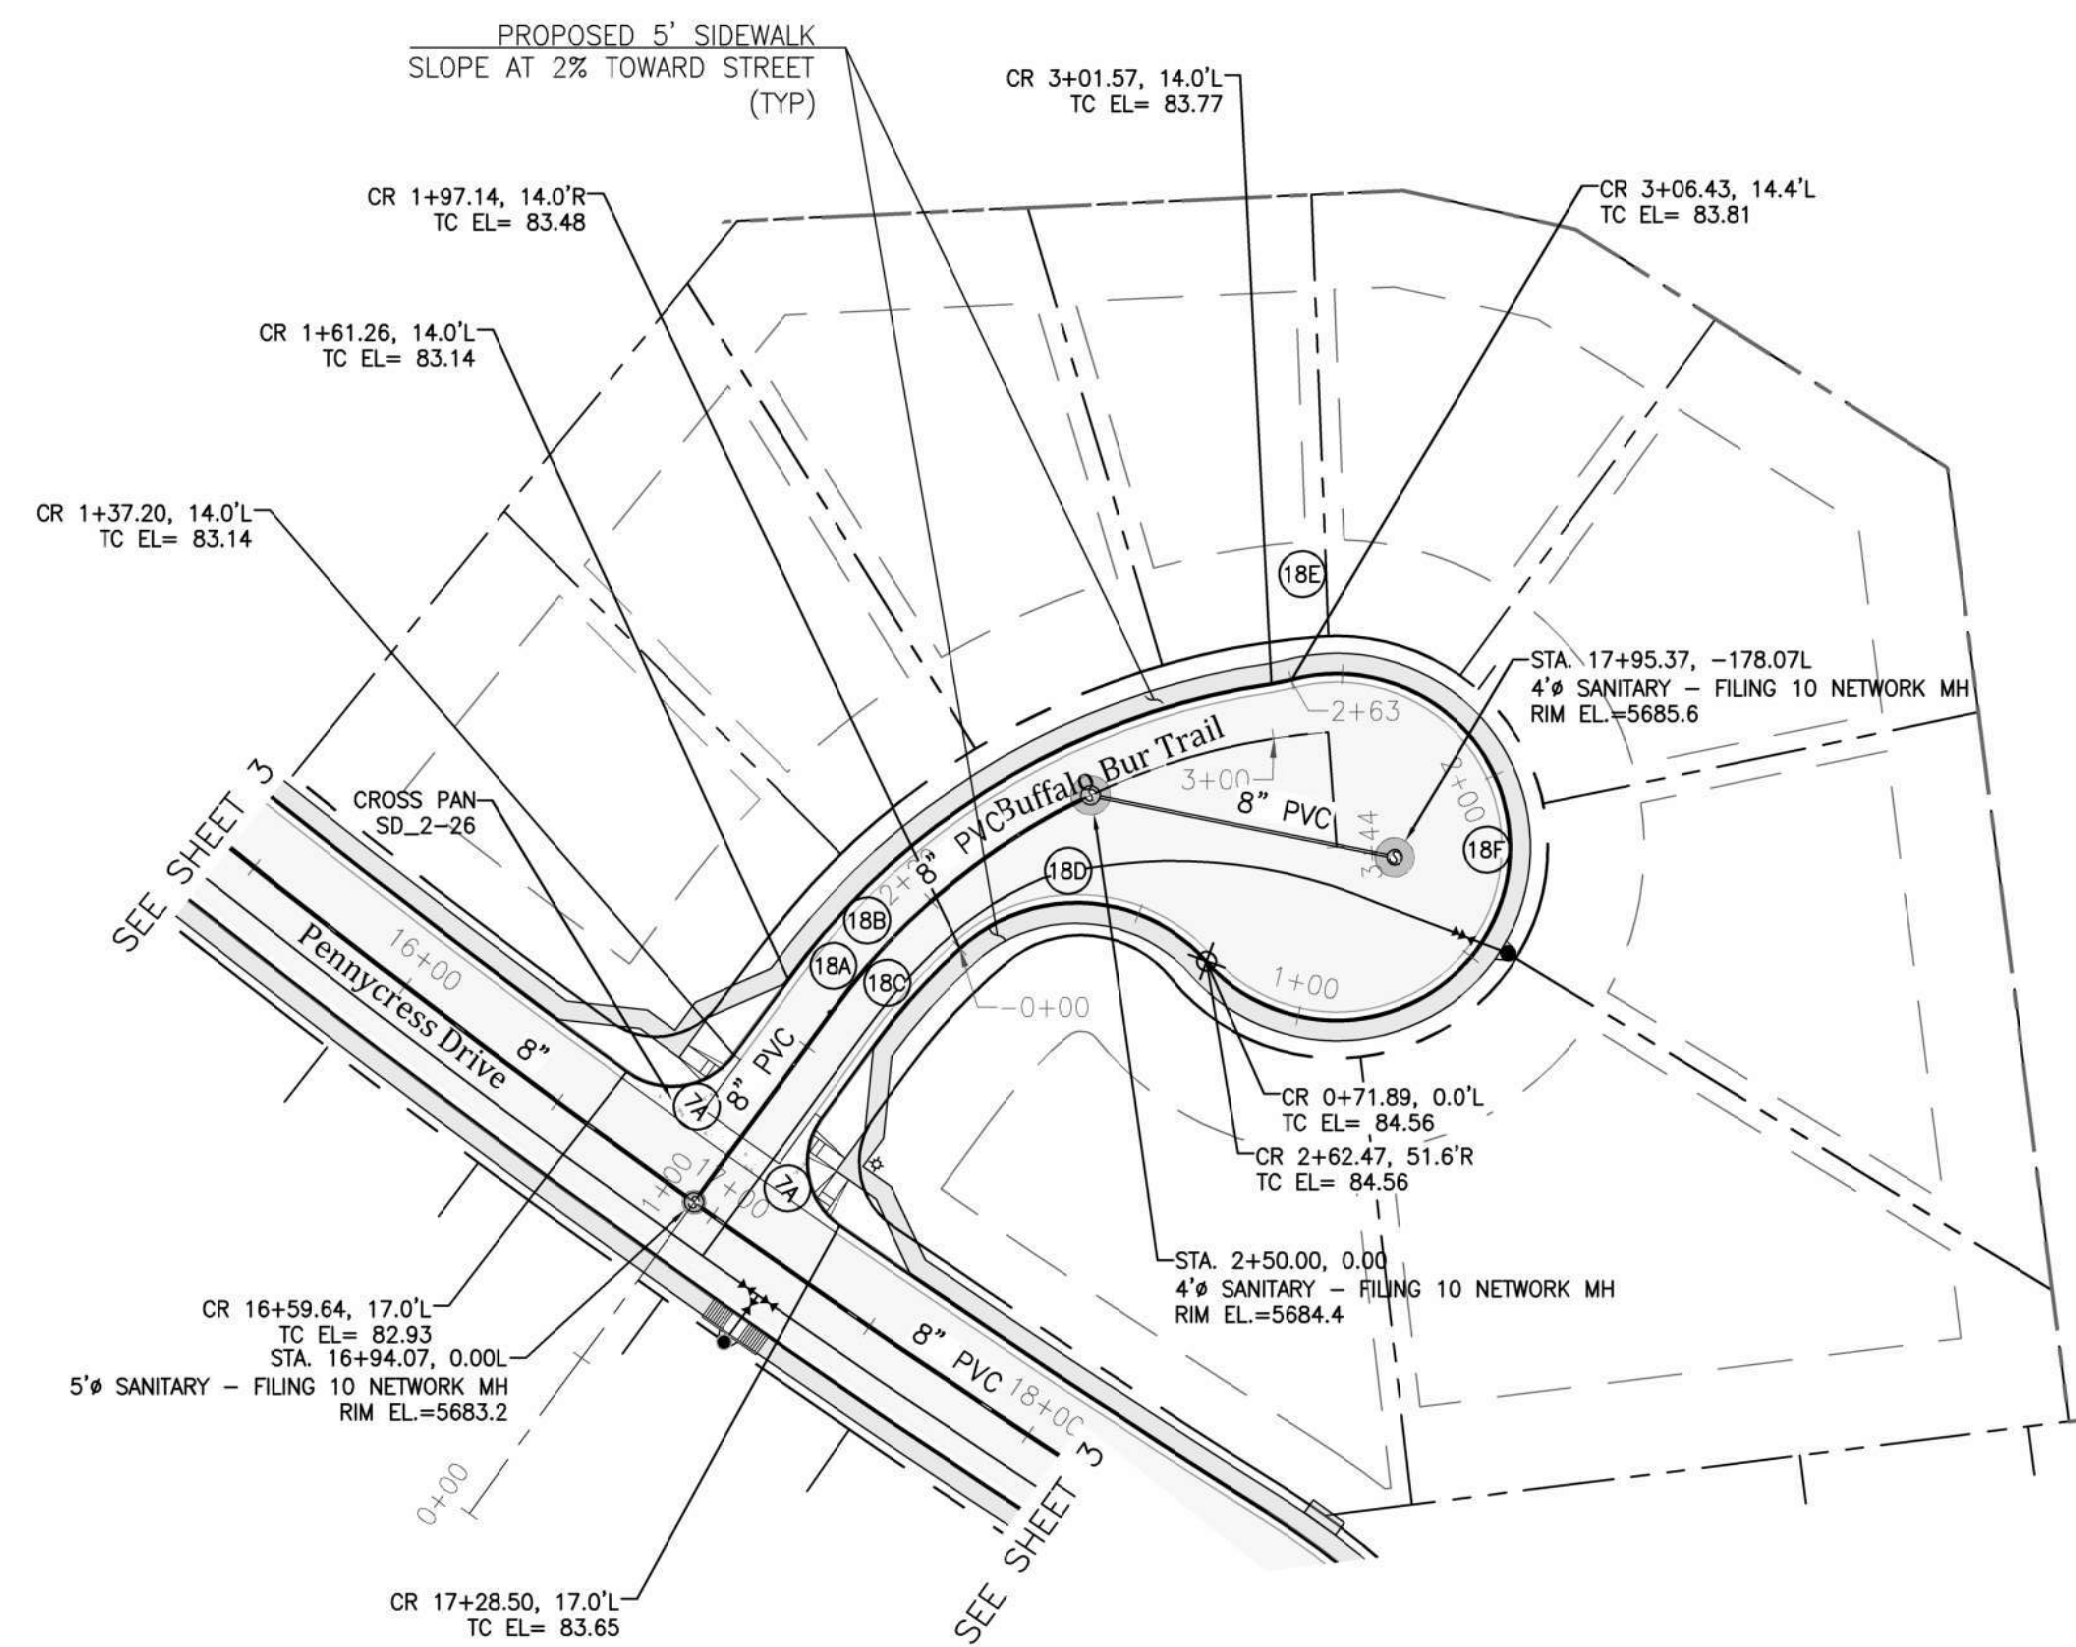 PROPOSED 5' SIDEWALK
SLOPE AT 2% TOWARD STREET
(TYP)
CR 3+01.57, 14.0'L
TC EL= 83.77
CR 1+97.14, 14.0'R
TC EL= 83.48
CR 3+06.43, 14.4'L
TC EL= 83.81
CR 1+61.26, 14.0'L
TC EL= 83.14
CR 1+37.20, 14.0'L
TC EL= 83.14
18E
STA. 17+95.37, -178.07L
4'ø SANITARY – FILING 10 NETWORK MH
RIM EL.=5685.6
2+63
Buffalo Bur Trail
3+00
8" PVC
2+00
3+44
18F
SEE SHEET 3
CROSS PAN
SD_2-26
8" PVC
18D
18B
18A
18C
16+00
Pennycress Drive
8"
8" PVC
-0+00
1+00
7A
7A
1+00
CR 0+71.89, 0.0'L
TC EL= 84.56
CR 2+62.47, 51.6'R
TC EL= 84.56
STA. 2+50.00, 0.00
4'ø SANITARY – FILING 10 NETWORK MH
RIM EL.=5684.4
CR 16+59.64, 17.0'L
TC EL= 82.93
STA. 16+94.07, 0.00L
5'ø SANITARY – FILING 10 NETWORK MH
RIM EL.=5683.2
8" PVC
18+00
0+00
SEE SHEET 3
CR 17+28.50, 17.0'L
TC EL= 83.65